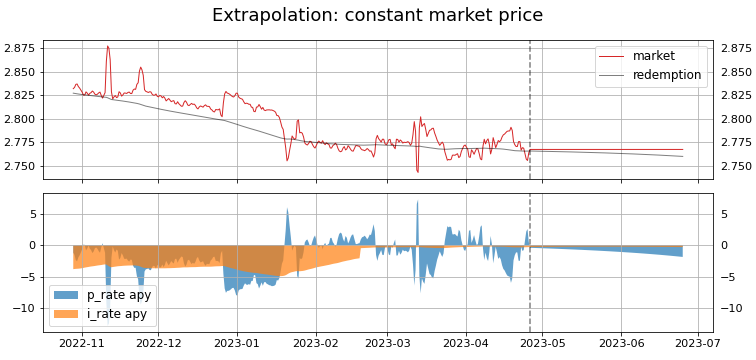 Extrapolation: constant market price
2.875 2.875
2.850 2.850
2.825 2.825
2.800 2.800
2.775 2.775
2.750 2.750
market
redemption
5 5
0 0
−5 −5
−10 −10
p_rate apy
i_rate apy
2022-11 2022-12 2023-01 2023-02 2023-03 2023-04 2023-05 2023-06 2023-07